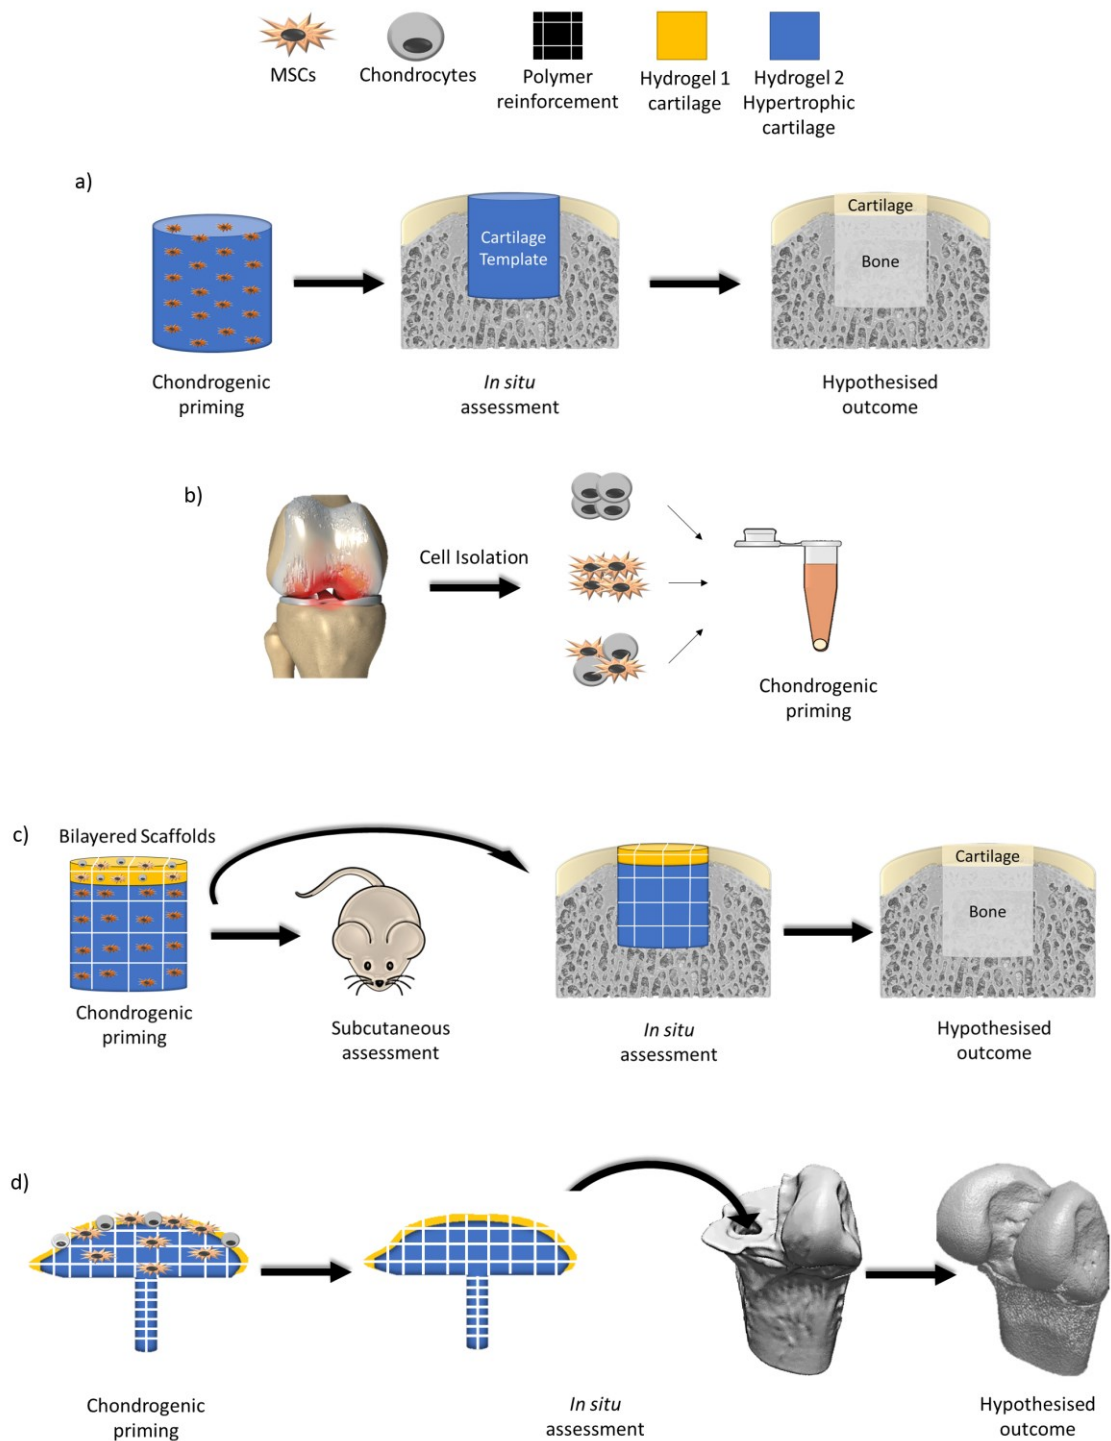 MSCs
Chondrocytes
Polymer
reinforcement
Hydrogel 1
cartilage
Hydrogel 2
Hypertrophic
cartilage
a)
Cartilage
Template
Cartilage
Bone
Chondrogenic
priming
In situ
assessment
Hypothesised
outcome
b)
Cell Isolation
Chondrogenic
priming
c)
Bilayered Scaffolds
Cartilage
Bone
Chondrogenic
priming
Subcutaneous
assessment
In situ
assessment
Hypothesised
outcome
d)
Chondrogenic
priming
In situ
assessment
Hypothesised
outcome